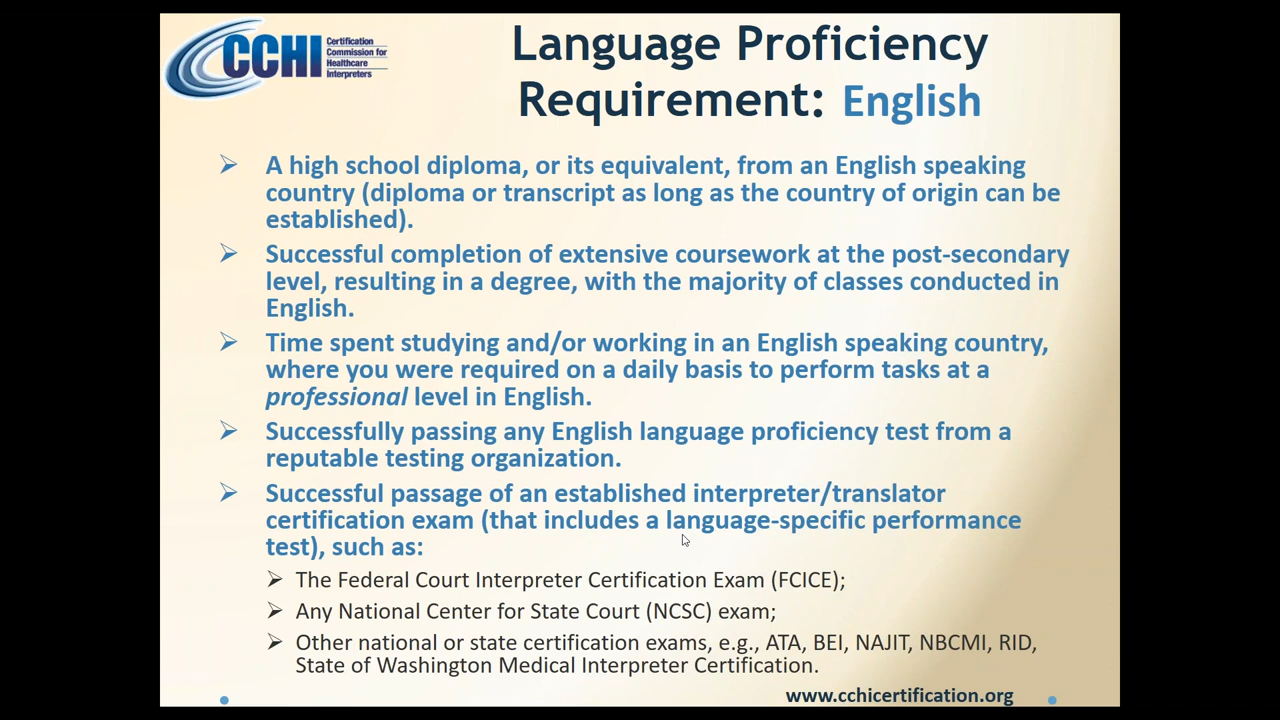 CCHI
Certification
Commission for
Healthcare
Interpreters
Language Proficiency
Requirement: English
A high school diploma, or its equivalent, from an English speaking
country (diploma or transcript as long as the country of origin can be
established).
Successful completion of extensive coursework at the post-secondary
level, resulting in a degree, with the majority of classes conducted in
English.
Time spent studying and/or working in an English speaking country,
where you were required on a daily basis to perform tasks at a
professional level in English.
Successfully passing any English language proficiency test from a
reputable testing organization.
Successful passage of an established interpreter/translator
certification exam (that includes a language-specific performance
test), such as:
The Federal Court Interpreter Certification Exam (FCICE);
Any National Center for State Court (NCSC) exam;
Other national or state certification exams, e.g., ATA, BEI, NAJIT, NBCMI, RID,
State of Washington Medical Interpreter Certification.
www.cchicertification.org